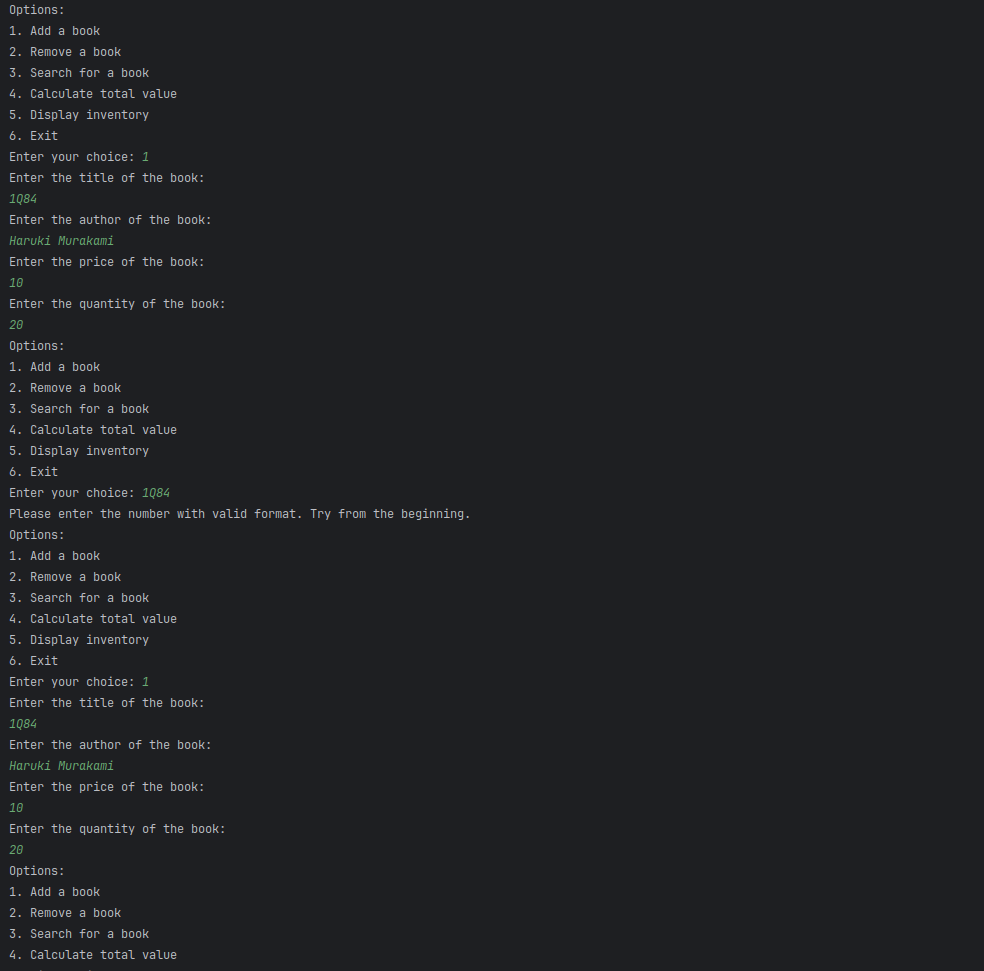 Options:
1. Add a book
2. Remove a book
3. Search for a book
4. Calculate total value
5. Display inventory
6. Exit
Enter your choice: 1
Enter the title of the book:
1Q84
Enter the author of the book:
Haruki Murakami
Enter the price of the book:
10
Enter the quantity of the book:
20
Options:
1. Add a book
2. Remove a book
3. Search for a book
4. Calculate total value
5. Display inventory
6. Exit
Enter your choice: 1Q84
Please enter the number with valid format. Try from the beginning.
Options:
1. Add a book
2. Remove a book
3. Search for a book
4. Calculate total value
5. Display inventory
6. Exit
Enter your choice: 1
Enter the title of the book:
1Q84
Enter the author of the book:
Haruki Murakami
Enter the price of the book:
10
Enter the quantity of the book:
20
Options:
1. Add a book
2. Remove a book
3. Search for a book
4. Calculate total value